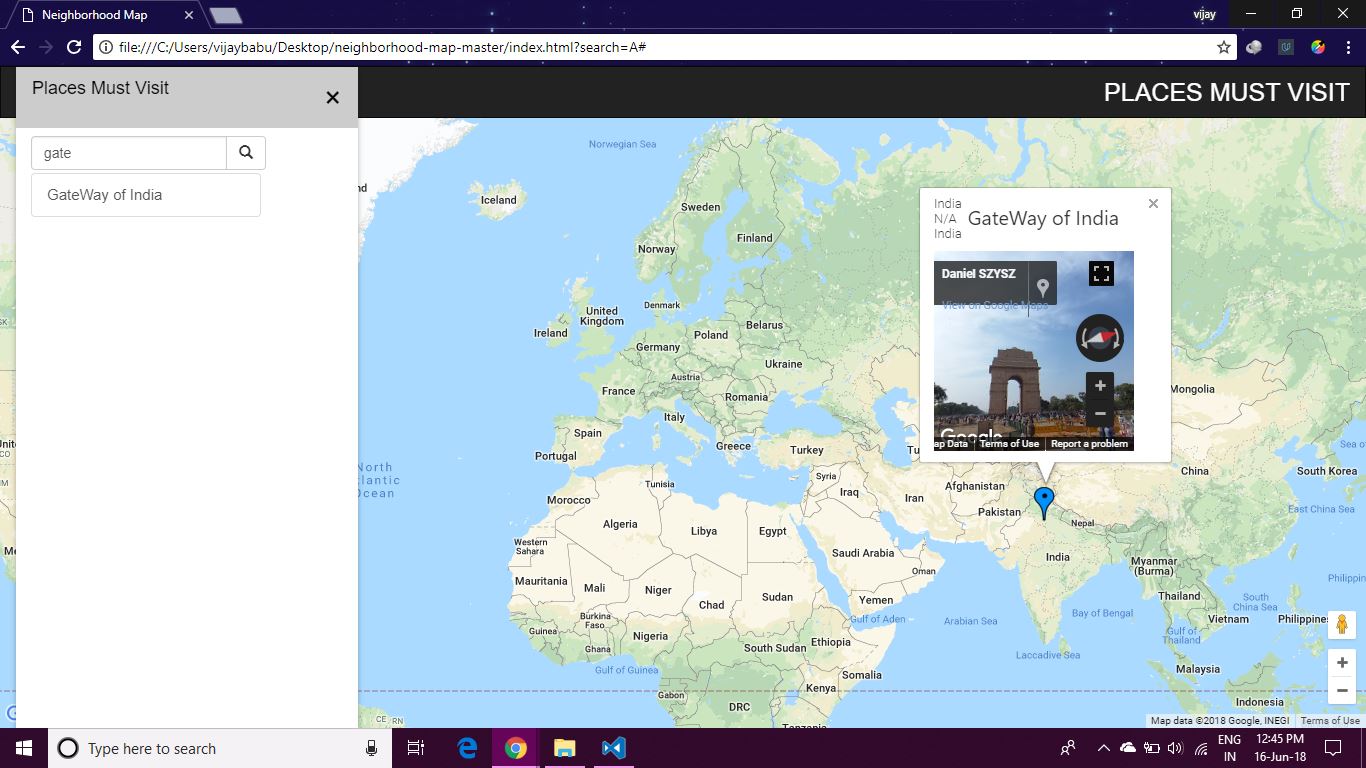 Neighborhood Map
vijay
file:///C:/Users/vijaybabu/Desktop/neighborhood-map-master/index.html?search=A#
Places Must Visit
PLACES MUST VISIT
gate
GateWay of India
India
N/A
India
GateWay of India
Daniel SZYSZ
View on Google Maps
Google
ap Data
Terms of Use
Report a problem
Norwegian Sea
Iceland
Sweden
Norway
Finland
Denmark
United
Kingdom
Ireland
Belarus
Poland
Germany
Ukraine
Austria
France
Romania
Italy
Spain
Greece
Portugal
Turkey
Mongolia
North
lantic
Ocean
Tunisia
Syria
Iraq
Iran
Afghanistan
China
South Korea
Sea o
Morocco
Pakistan
Nepal
East China Sea
Algeria
Libya
Egypt
Western
Sahara
Saudi Arabia
India
Myanmar
(Burma)
Oman
Mauritania
Mali
Niger
Chad
Sudan
Yemen
Thailand
South
China Sea
Vietnam
Philippine
Philippin
Burkina
Faso
Guinea
Ghana
Nigeria
Gulf of Aden
Arabian Sea
Bay of Bengal
Gulf of
Thailand
South Sudan
Ethiopia
Laccadive Sea
Gulf of Guinea
Somalia
Malaysia
Gabon
Kenya
DRC
Indonesia
Tanzania
CE
RN
Map data ©2018 Google, INEGI
Terms of Use
Type here to search
ENG
IN
12:45 PM
16-Jun-18